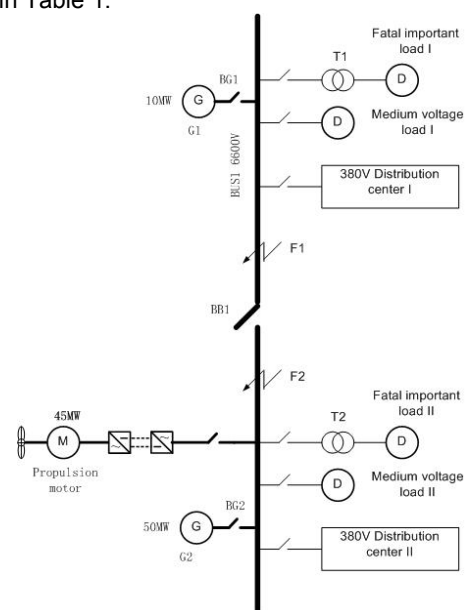 in Table 1.
Fatal important
load I
T1
D
BG1
10MW
G
G1
D
Medium voltage
load I
BUS1 6600V
380V Distribution
center I
F1
BB1
F2
Fatal important
load II
T2
D
45MW
M
Propulsion
motor
D
Medium voltage
load II
BG2
50MW
G
G2
380V Distribution
center II